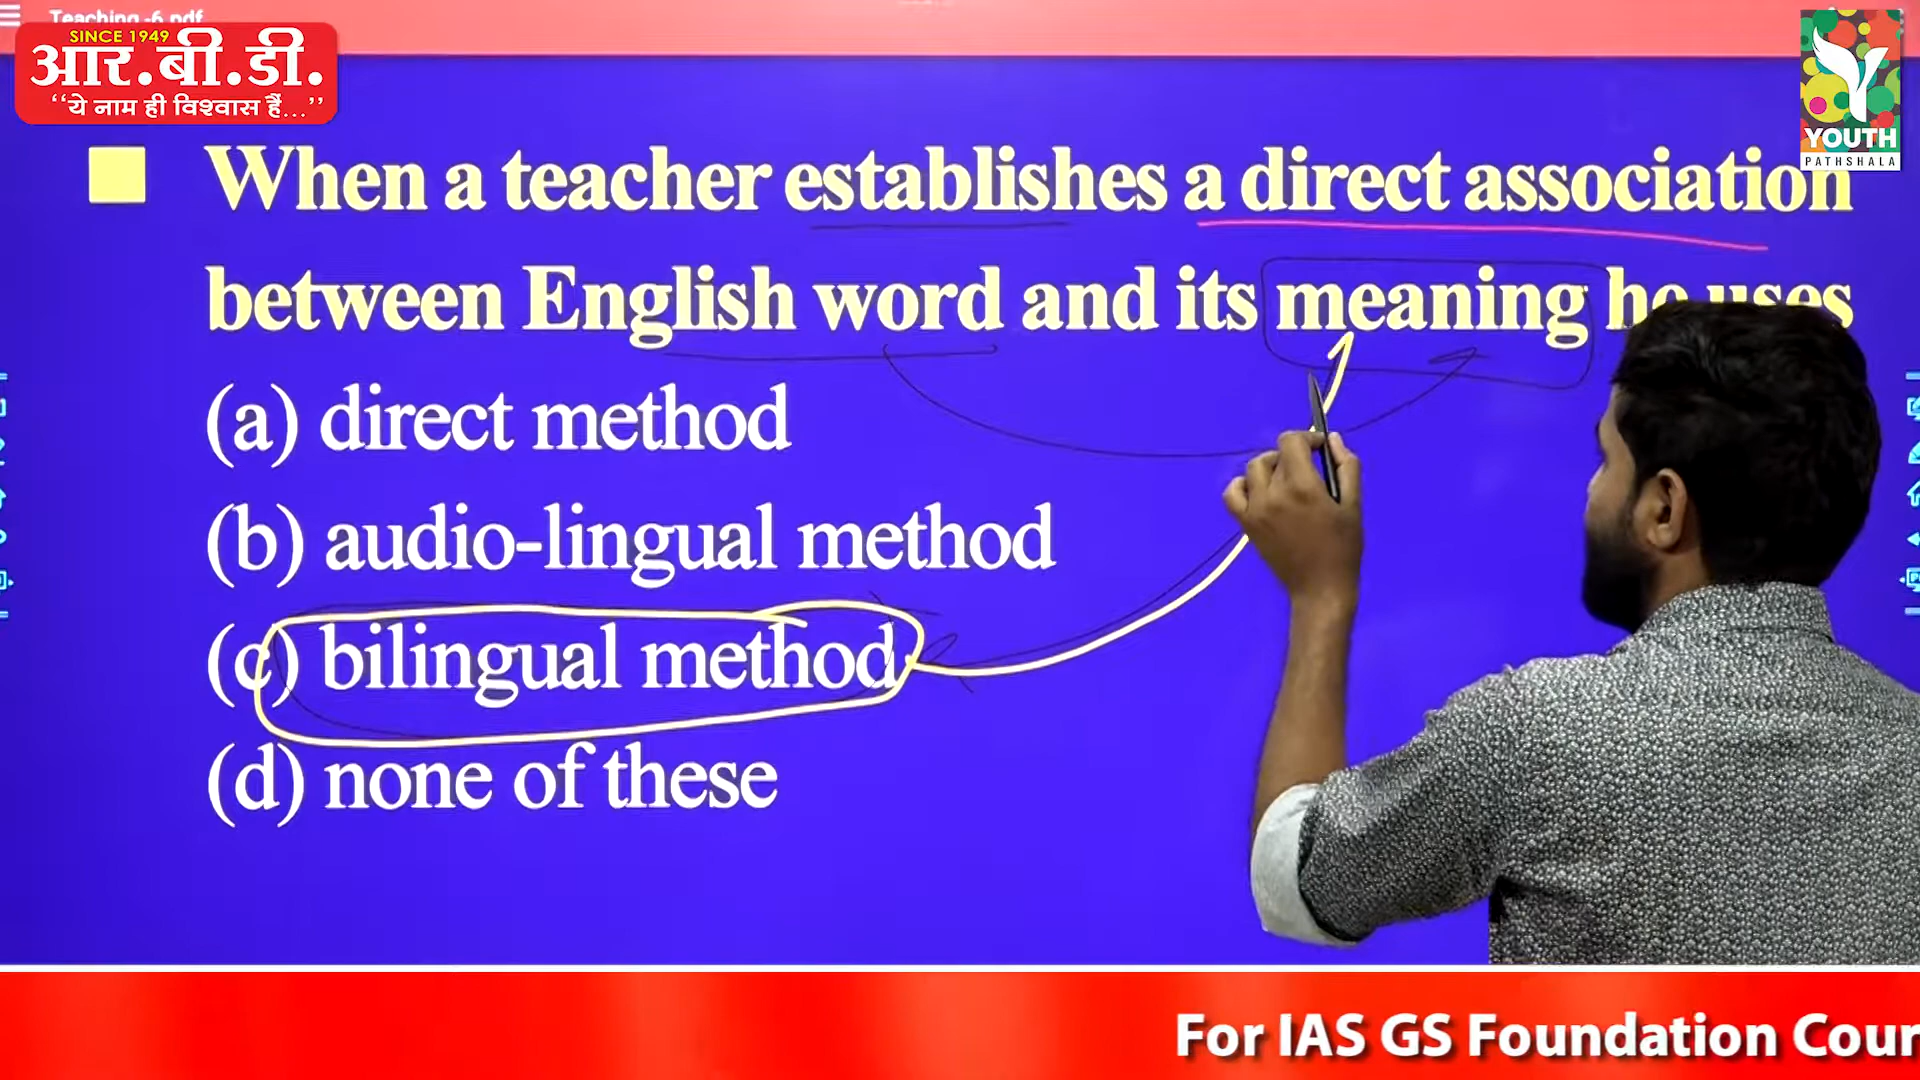 Teaching -6.pdf
SINCE 1949
आर.बी.डी.
“ये नाम ही विश्वास हैं...”
YOUTH
PATHSHALA
When a teacher establishes a direct association
between English word and its meaning he uses
(a) direct method
(b) audio-lingual method
(c) bilingual method
(d) none of these
For IAS GS Foundation Cour